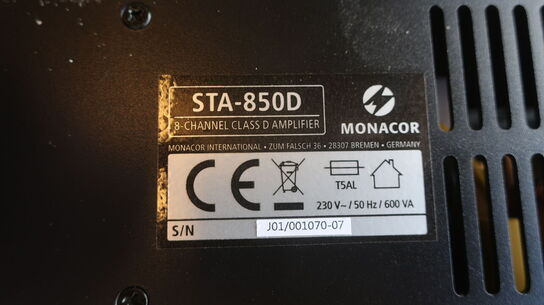 STA-850D
8-CHANNEL CLASS D AMPLIFIER
MONACOR
MONACOR INTERNATIONAL • ZUM FALSCH 36 • 28307 BREMEN • GERMANY
CE
T5AL
230 V~ / 50 Hz / 600 VA
S/N J01/001070-07